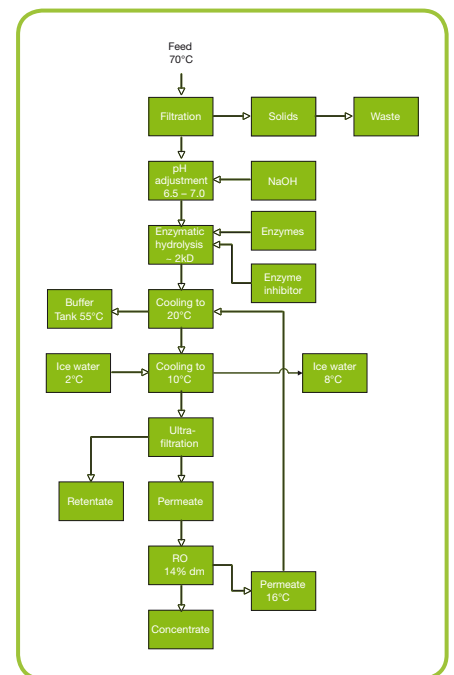 Feed
70°C
Filtration
Solids
Waste
pH
adjustment
6.5 – 7.0
NaOH
Enzymatic
hydrolysis
– 2kD
Enzymes
Enzyme
inhibitor
Buffer
Tank 55°C
Cooling to
20°C
Ice water
2°C
Cooling to
10°C
Ice water
8°C
Ultra-
filtration
Retentate
Permeate
RO
14% dm
Permeate
16°C
Concentrate